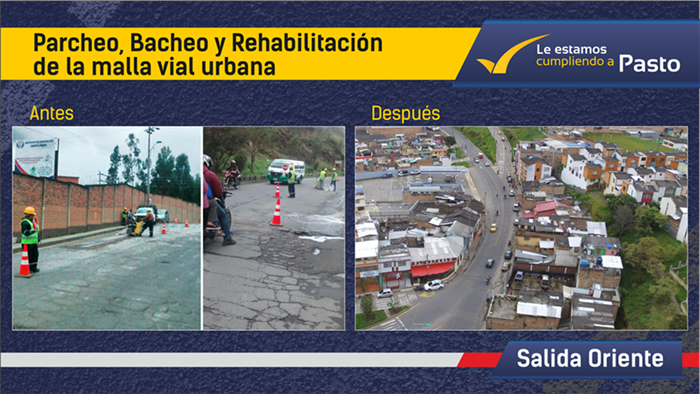 Parcheo, Bacheo y Rehabilitación
de la malla vial urbana
Le estamos
cumpliendo a Pasto
Antes
Después
Salida Oriente